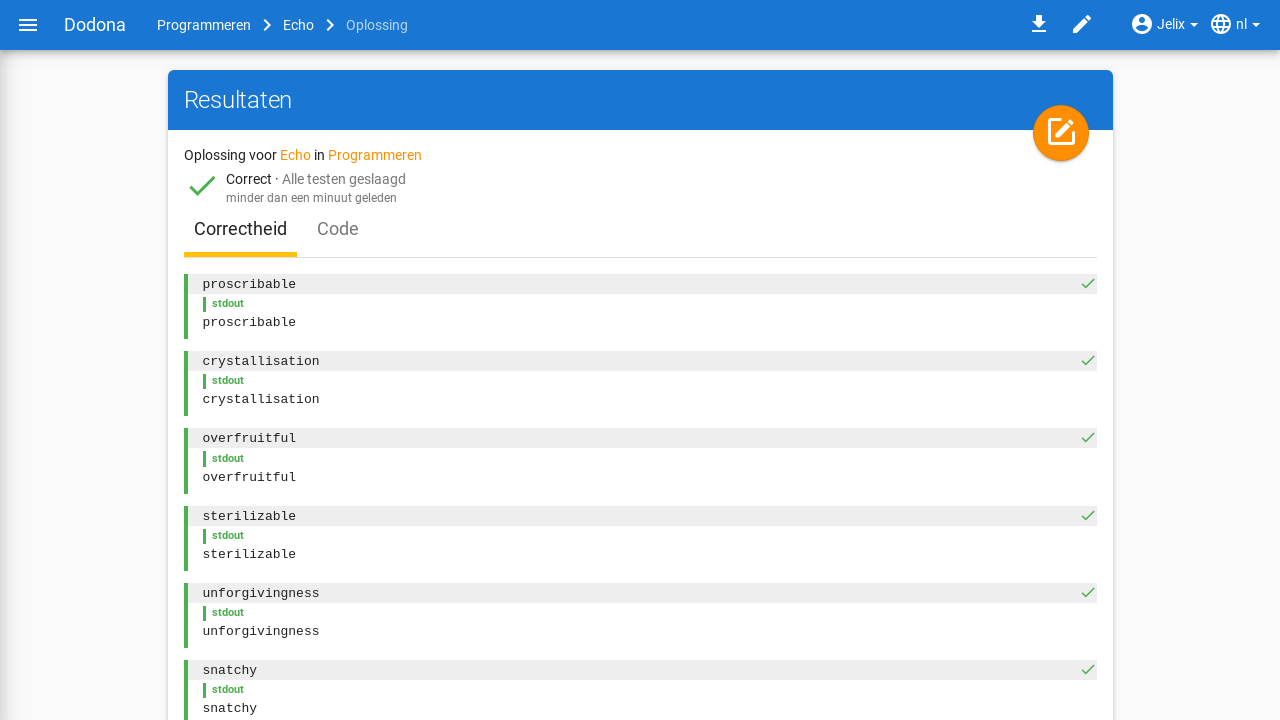 Dodona Programmeren Echo Oplossing Jelix nl
Resultaten
Oplossing voor Echo in Programmeren
Correct · Alle testen geslaagd
minder dan een minuut geleden
Correctheid Code
proscribable
stdout
proscribable
crystallisation
stdout
crystallisation
overfruitful
stdout
overfruitful
sterilizable
stdout
sterilizable
unforgivingness
stdout
unforgivingness
snatchy
stdout
snatchy